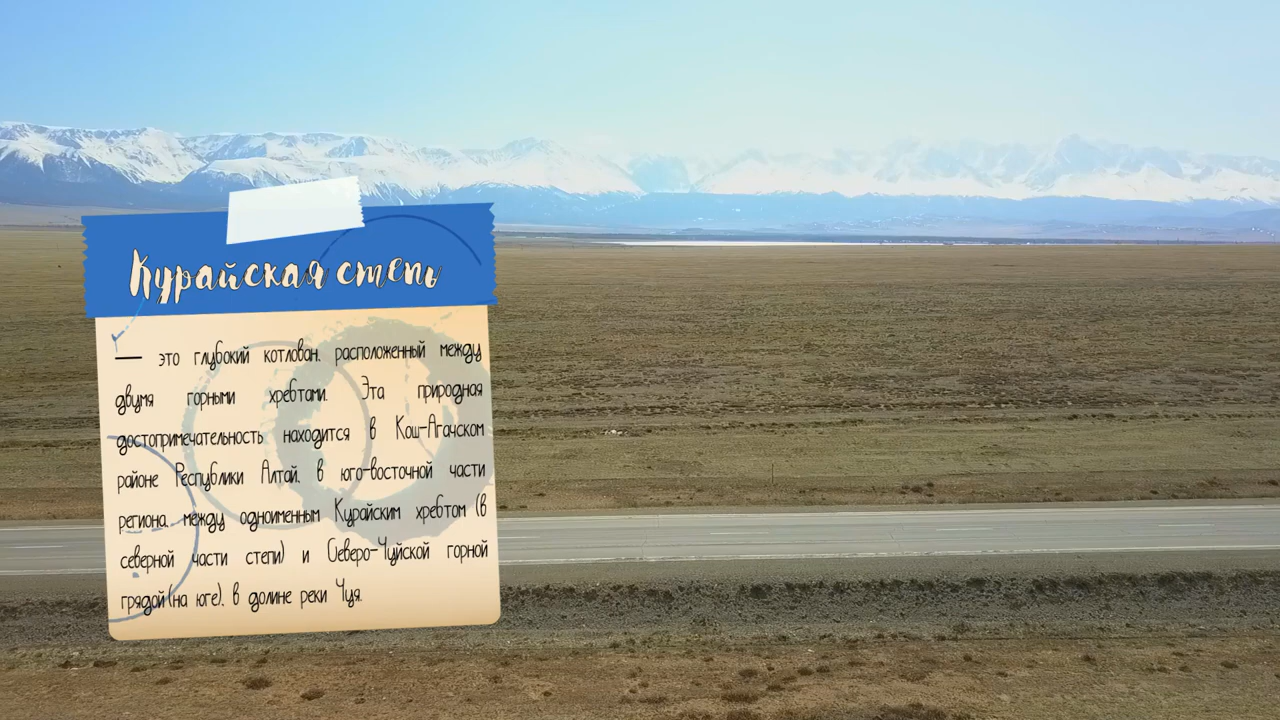 Курайская степь
— это глубокий котлован, расположенный между
двумя горными хребтами. Эта природная
достопримечательность находится в Кош-Агачском
районе Республики Алтай, в юго-восточной части
региона, между одноименным Курайским хребтом (в
северной части степи) и Северо-Чуйской горной
грядой (на юге), в долине реки Чуя.